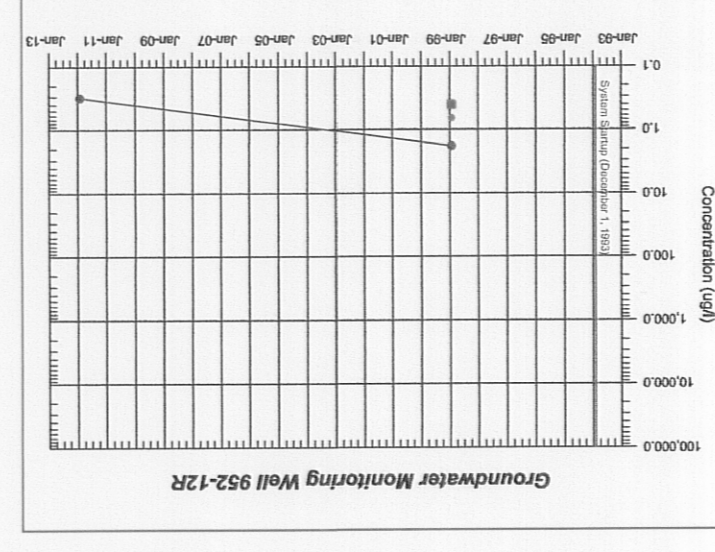 Groundwater Monitoring Well 952-12R
100,000.0
10,000.0
1,000.0
100.0
10.0
1.0
0.1
Concentration (ug/l)
System Startup (December 1, 1993)
Jan-93 Jan-95 Jan-97 Jan-99 Jan-01 Jan-03 Jan-05 Jan-07 Jan-09 Jan-11 Jan-13